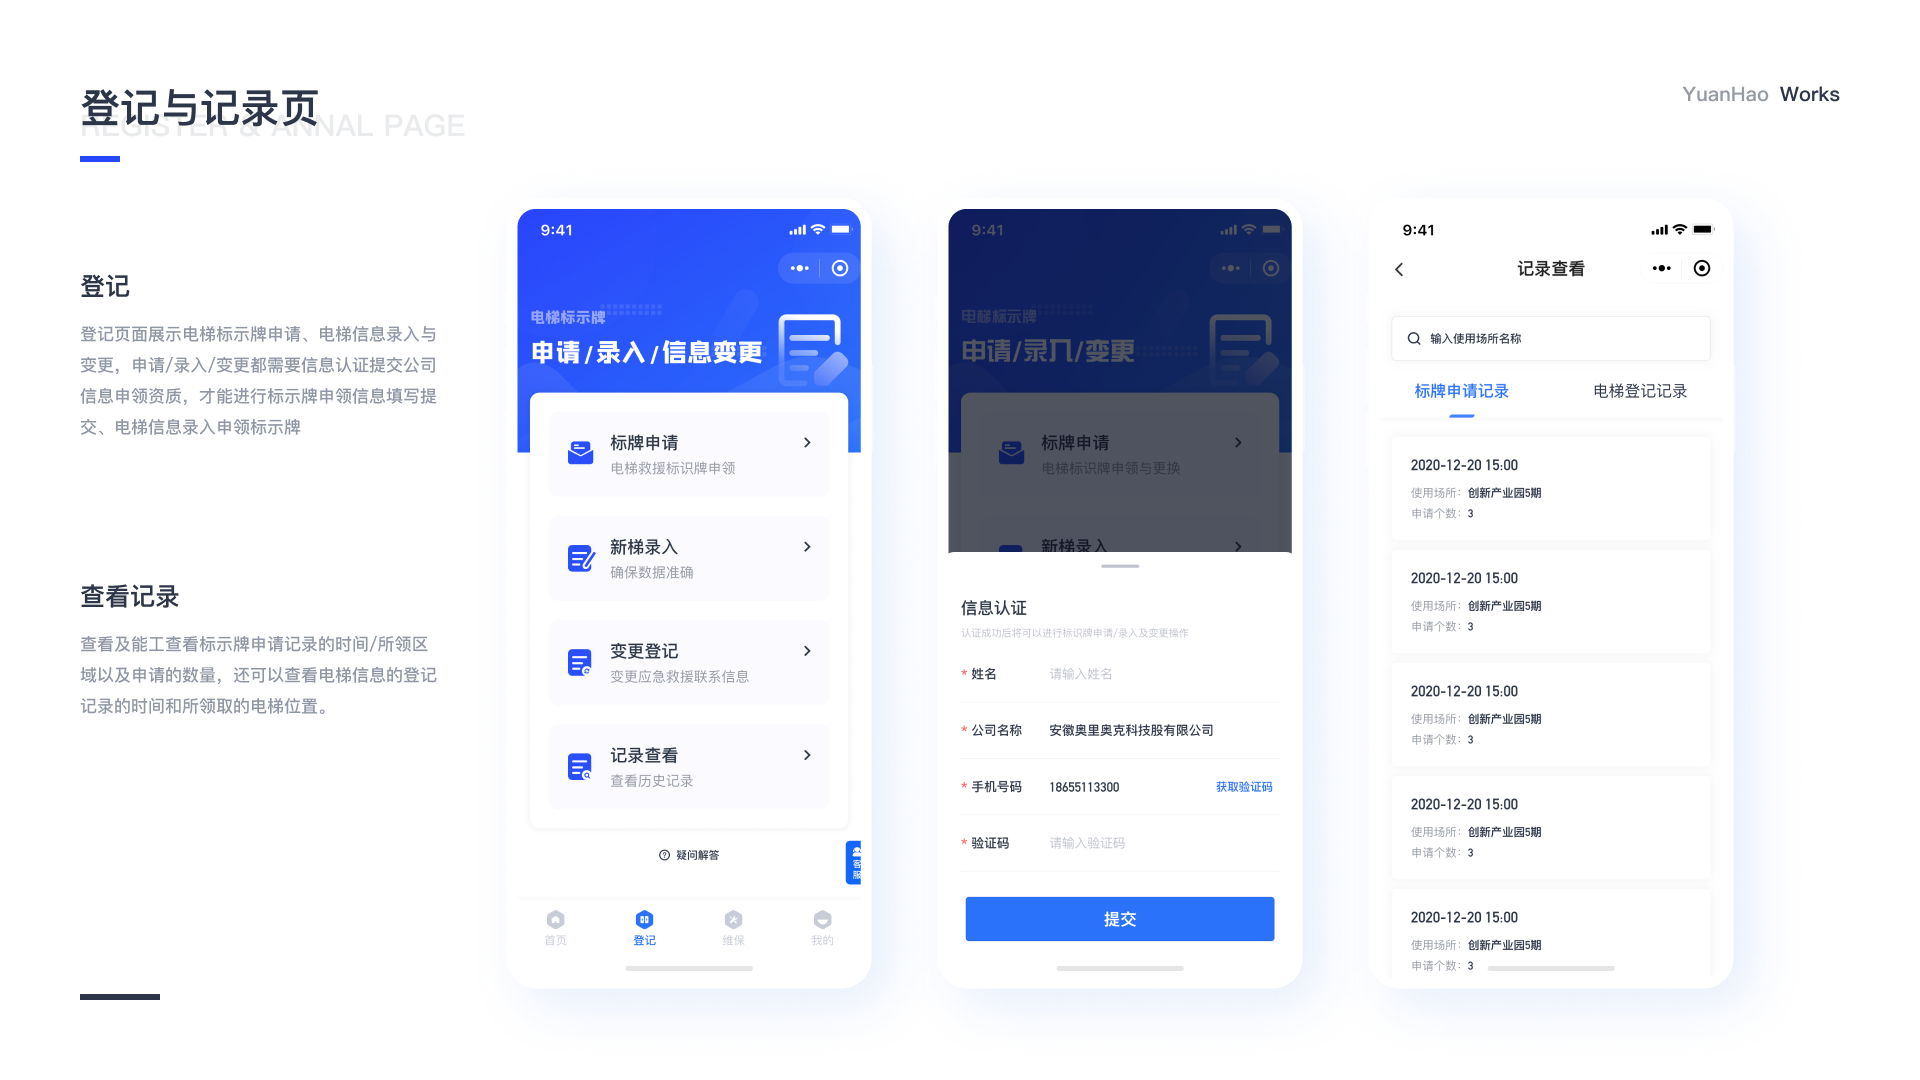 登记与记录页
REGISTER & ANNAL PAGE
YuanHao Works
登记
登记页面展示电梯标示牌申请、电梯信息录入与
变更，申请/录入/变更都需要信息认证提交公司
信息申领资质，才能进行标示牌申领信息填写提
交、电梯信息录入申领标示牌
查看记录
查看及能工查看标示牌申请记录的时间/所领区
域以及申请的数量，还可以查看电梯信息的登记
记录的时间和所领取的电梯位置。
9:41
电梯标示牌
申请/录入/信息变更
标牌申请
电梯救援标识牌申领
新梯录入
确保数据准确
变更登记
变更应急救援联系信息
记录查看
查看历史记录
疑问解答
客服
首页
登记
维保
我的
9:41
电梯标示牌
申请/录入/变更
标牌申请
电梯标识牌申领与更换
新梯录入
信息认证
认证成功后将可以进行标识牌申请/录入及变更操作
* 姓名 请输入姓名
* 公司名称 安徽奥里奥克科技股有限公司
* 手机号码 18655113300 获取验证码
* 验证码 请输入验证码
提交
9:41
记录查看
输入使用场所名称
标牌申请记录 电梯登记记录
2020-12-20 15:00
使用场所：创新产业园5期
申请个数：3
2020-12-20 15:00
使用场所：创新产业园5期
申请个数：3
2020-12-20 15:00
使用场所：创新产业园5期
申请个数：3
2020-12-20 15:00
使用场所：创新产业园5期
申请个数：3
2020-12-20 15:00
使用场所：创新产业园5期
申请个数：3